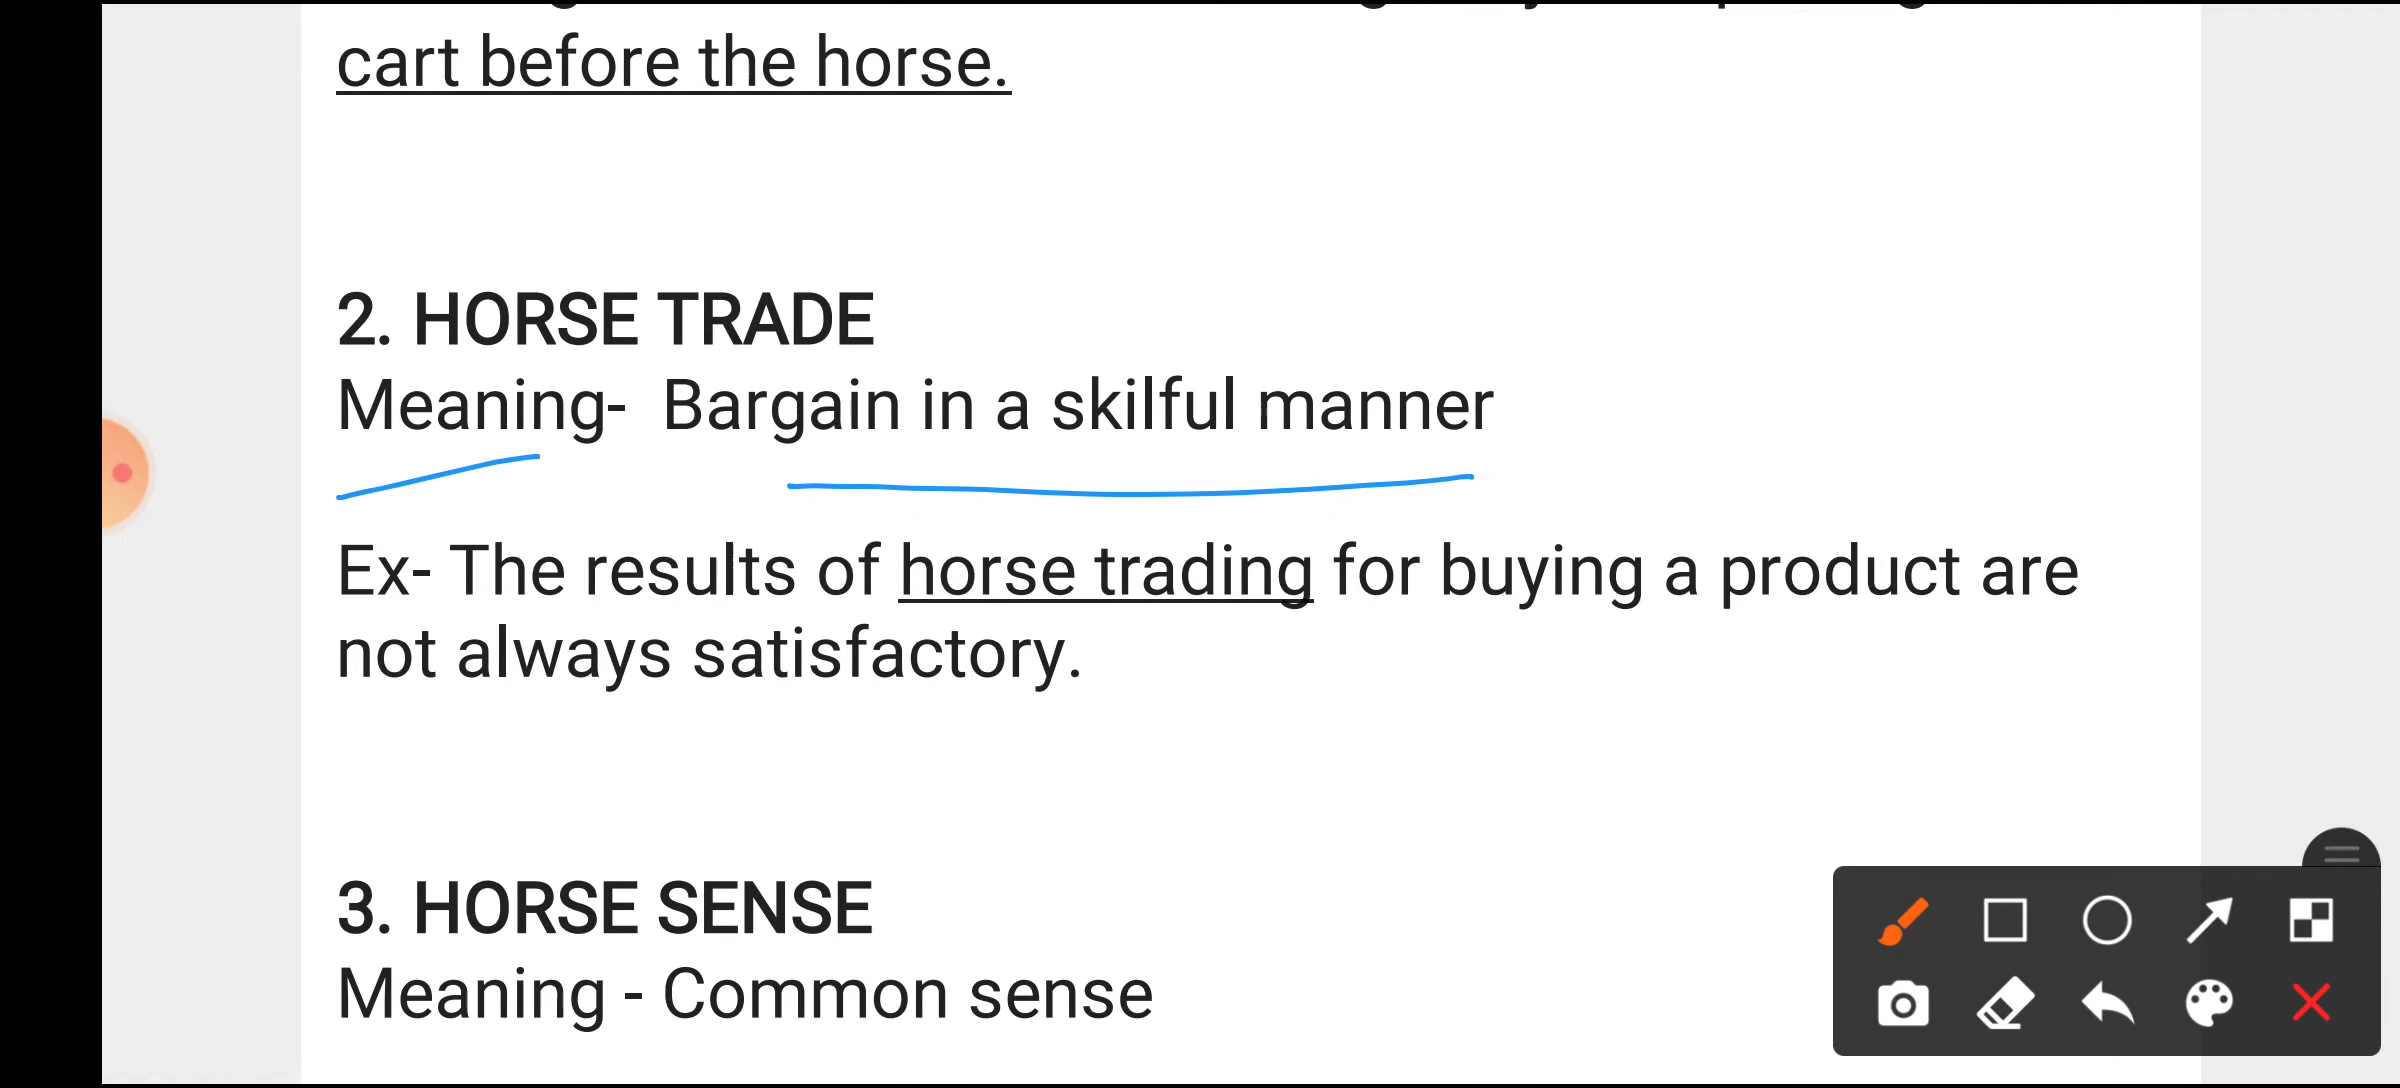 cart before the horse.
2. HORSE TRADE
Meaning- Bargain in a skilful manner
Ex- The results of horse trading for buying a product are
not always satisfactory.
3. HORSE SENSE
Meaning - Common sense